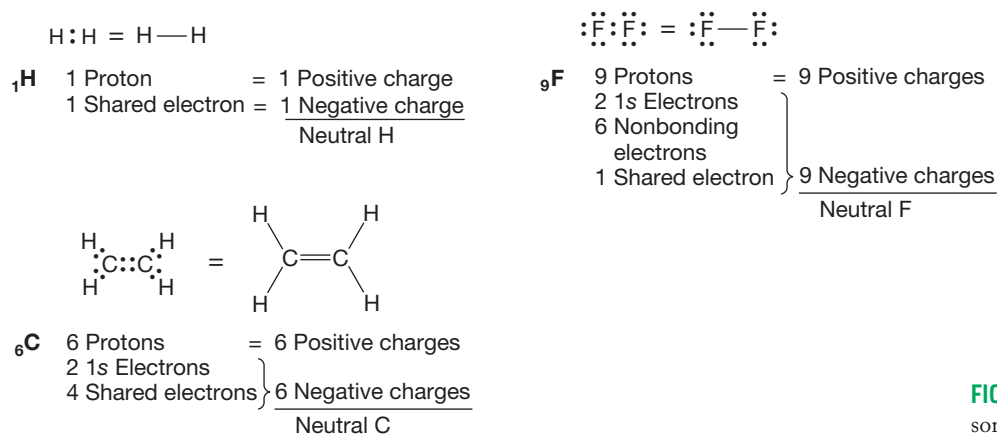 H:H = H—H
₁H 1 Proton = 1 Positive charge
1 Shared electron = 1 Negative charge
Neutral H
:F:F: = :F—F:
₉F 9 Protons = 9 Positive charges
2 1s Electrons
6 Nonbonding
electrons
1 Shared electron 9 Negative charges
Neutral F
H H H H
C::C = C=C
H H H H
₆C 6 Protons = 6 Positive charges
2 1s Electrons
4 Shared electrons 6 Negative charges
Neutral C